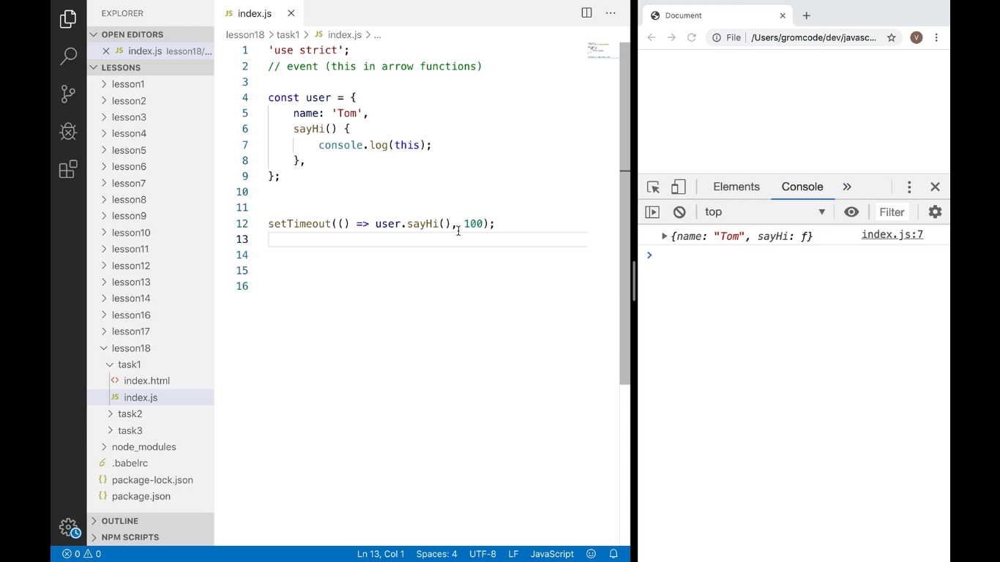 EXPLORER
OPEN EDITORS
JS index.js lesson18/...
LESSONS
lesson1
lesson2
lesson3
lesson4
lesson5
lesson6
lesson7
lesson8
lesson9
lesson10
lesson11
lesson12
lesson13
lesson14
lesson16
lesson17
lesson18
task1
index.html
JS index.js
task2
task3
node_modules
.babelrc
{} package-lock.json
{} package.json
OUTLINE
NPM SCRIPTS
JS index.js
lesson18 > task1 > JS index.js > ...
1 'use strict';
2 // event (this in arrow functions)
3
4 const user = {
5 name: 'Tom',
6 sayHi() {
7 console.log(this);
8 },
9 };
10
11
12 setTimeout(() => user.sayHi(), 100);
13
14
15
16
0 0 Ln 13, Col 1 Spaces: 4 UTF-8 LF JavaScript
Document
File | /Users/gromcode/dev/javasc... V
Elements Console
top Filter
{name: "Tom", sayHi: ƒ} index.js:7